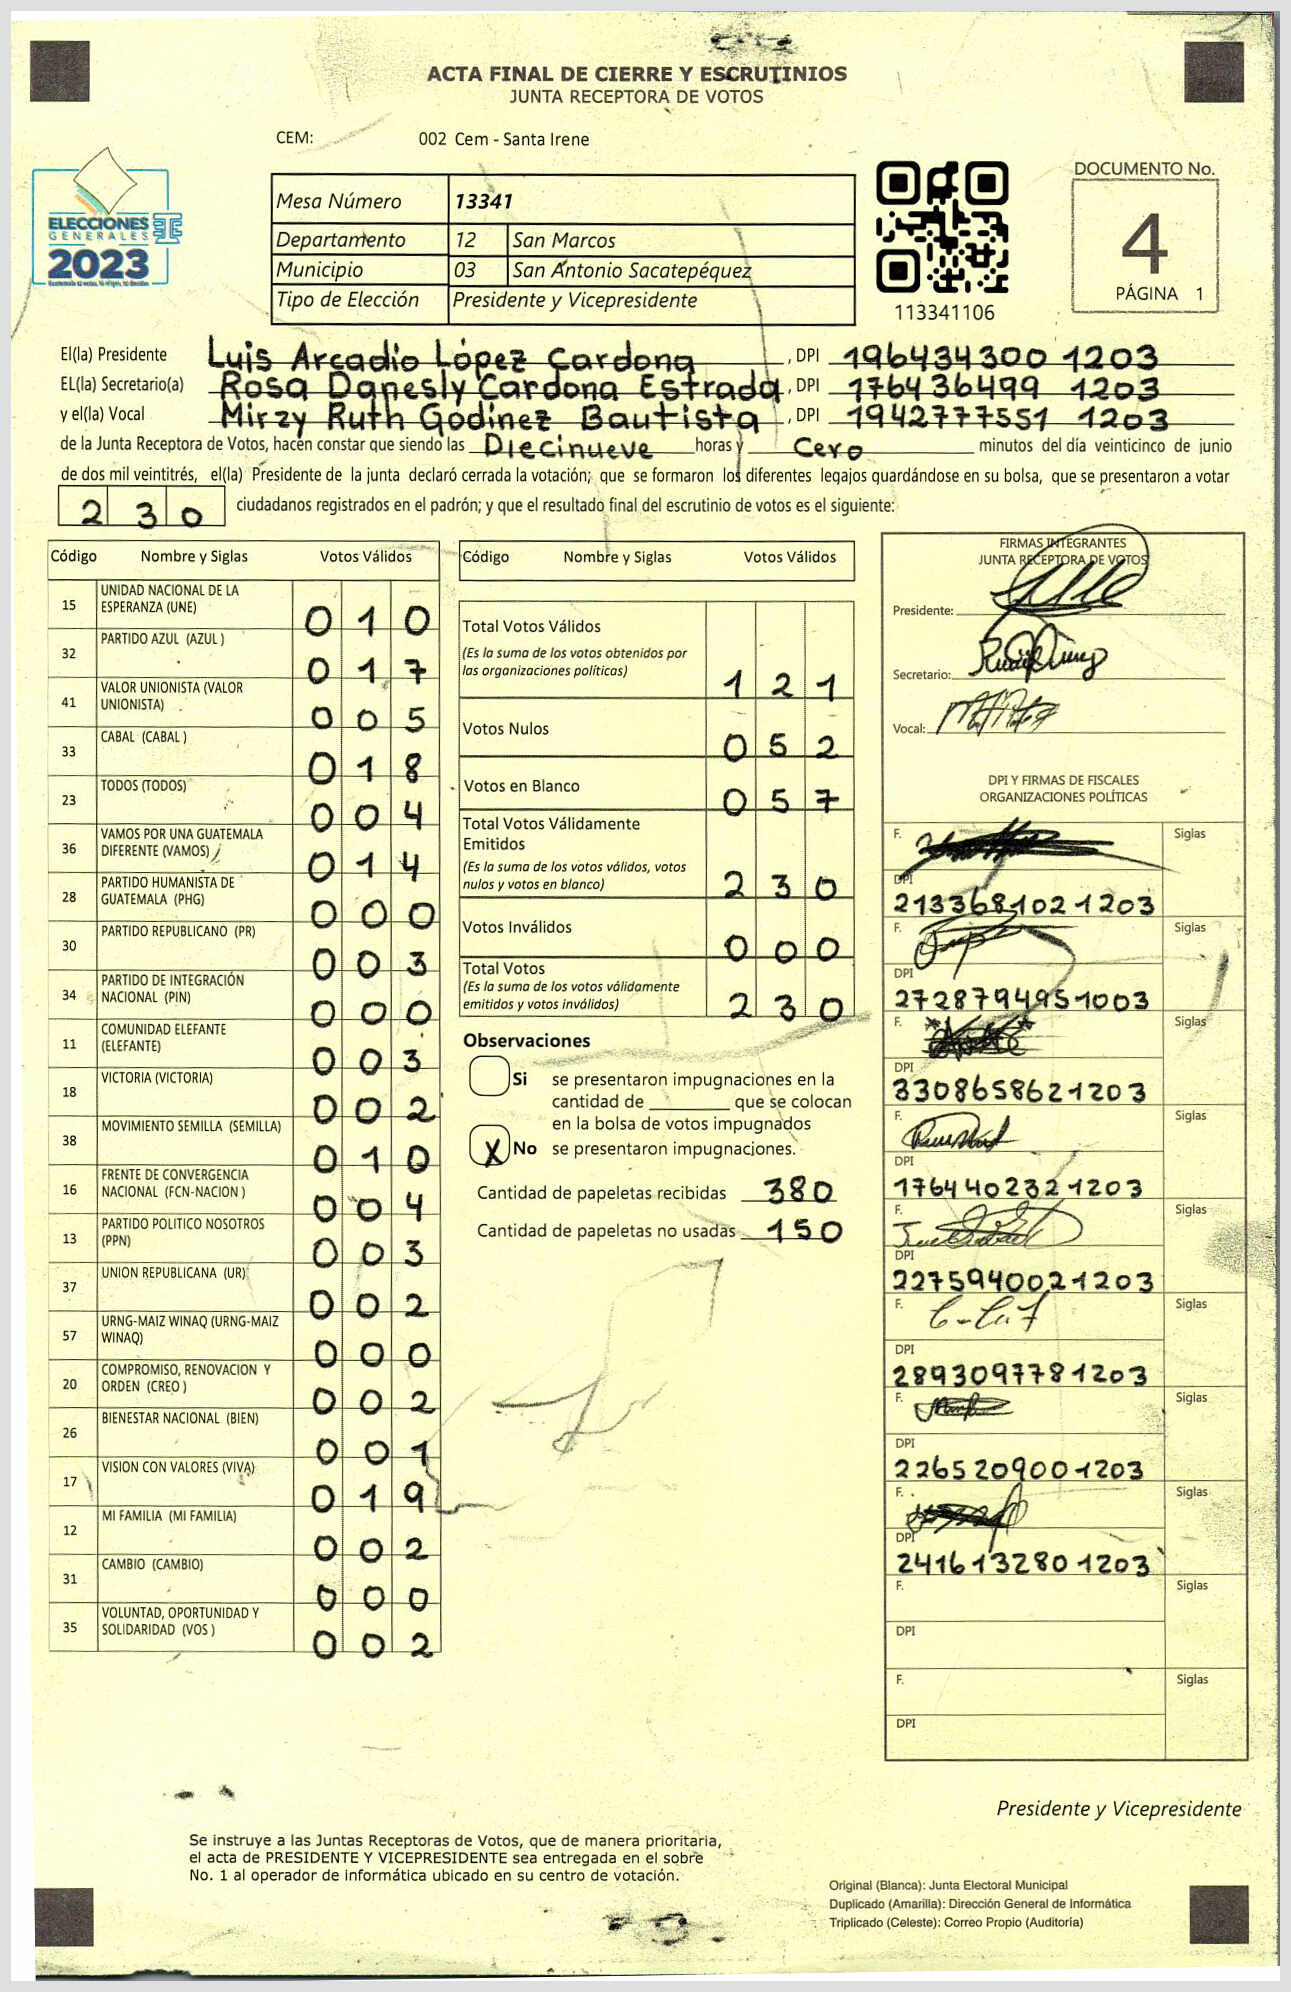 ACTA FINAL DE CIERRE Y ESCRUTINIOS
JUNTA RECEPTORA DE VOTOS
CEM: 002 Cem - Santa Irene
ELECCIONES
GENERALES
2023
Mesa Número 13341
Departamento 12 San Marcos
Municipio 03 San Antonio Sacatepéquez
Tipo de Elección Presidente y Vicepresidente
113341106
DOCUMENTO No.
4
PÁGINA 1
El(la) Presidente Luis Arcadio López Cardona, DPI 196434300 1203
EL(la) Secretario(a) Rosa Danesly Cardona Estrada, DPI 176436499 1203
y el(la) Vocal Mirzy Ruth Godínez Bautista, DPI 1942777551 1203
de la Junta Receptora de Votos, hacen constar que siendo las Diecinueve horas y Cero minutos del día veinticinco de junio
de dos mil veintitrés, el(la) Presidente de la junta declaró cerrada la votación; que se formaron los diferentes legajos guardándose en su bolsa, que se presentaron a votar
230 ciudadanos registrados en el padrón; y que el resultado final del escrutinio de votos es el siguiente:
Código Nombre y Siglas Votos Válidos
15 UNIDAD NACIONAL DE LA
ESPERANZA (UNE) 010
32 PARTIDO AZUL (AZUL ) 017
41 VALOR UNIONISTA (VALOR
UNIONISTA) 005
33 CABAL (CABAL ) 018
23 TODOS (TODOS) 004
36 VAMOS POR UNA GUATEMALA
DIFERENTE (VAMOS) 014
28 PARTIDO HUMANISTA DE
GUATEMALA (PHG) 000
30 PARTIDO REPUBLICANO (PR) 003
34 PARTIDO DE INTEGRACIÓN
NACIONAL (PIN) 000
11 COMUNIDAD ELEFANTE
(ELEFANTE) 003
18 VICTORIA (VICTORIA) 002
38 MOVIMIENTO SEMILLA (SEMILLA) 010
16 FRENTE DE CONVERGENCIA
NACIONAL (FCN-NACION ) 004
13 PARTIDO POLITICO NOSOTROS
(PPN) 003
37 UNION REPUBLICANA (UR) 002
57 URNG-MAIZ WINAQ (URNG-MAIZ
WINAQ) 000
20 COMPROMISO, RENOVACION Y
ORDEN (CREO ) 002
26 BIENESTAR NACIONAL (BIEN) 001
17 VISION CON VALORES (VIVA) 019
12 MI FAMILIA (MI FAMILIA) 002
31 CAMBIO (CAMBIO) 000
35 VOLUNTAD, OPORTUNIDAD Y
SOLIDARIDAD (VOS ) 002
Código Nombre y Siglas Votos Válidos
Total Votos Válidos
(Es la suma de los votos obtenidos por
las organizaciones políticas) 121
Votos Nulos 052
Votos en Blanco 057
Total Votos Válidamente
Emitidos
(Es la suma de los votos válidos, votos
nulos y votos en blanco) 230
Votos Inválidos 000
Total Votos
(Es la suma de los votos válidamente
emitidos y votos inválidos) 230
Observaciones
Si se presentaron impugnaciones en la
cantidad de ________ que se colocan
en la bolsa de votos impugnados
X No se presentaron impugnaciones.
Cantidad de papeletas recibidas 380
Cantidad de papeletas no usadas 150
FIRMAS INTEGRANTES
JUNTA RECEPTORA DE VOTOS
Presidente:
Secretario:
Vocal:
DPI Y FIRMAS DE FISCALES
ORGANIZACIONES POLÍTICAS
F. Siglas
DPI
2133681021203
F. Siglas
DPI
2728794951003
F. Siglas
DPI
3308658621203
F. Siglas
DPI
1764402321203
F. Siglas
DPI
2275940021203
F. Siglas
DPI
2893097781203
F. Siglas
DPI
2265209001203
F. Siglas
DPI
2416132801203
F. Siglas
DPI
F. Siglas
DPI
Presidente y Vicepresidente
Se instruye a las Juntas Receptoras de Votos, que de manera prioritaria,
el acta de PRESIDENTE Y VICEPRESIDENTE sea entregada en el sobre
No. 1 al operador de informática ubicado en su centro de votación.
Original (Blanca): Junta Electoral Municipal
Duplicado (Amarilla): Dirección General de Informática
Triplicado (Celeste): Correo Propio (Auditoría)